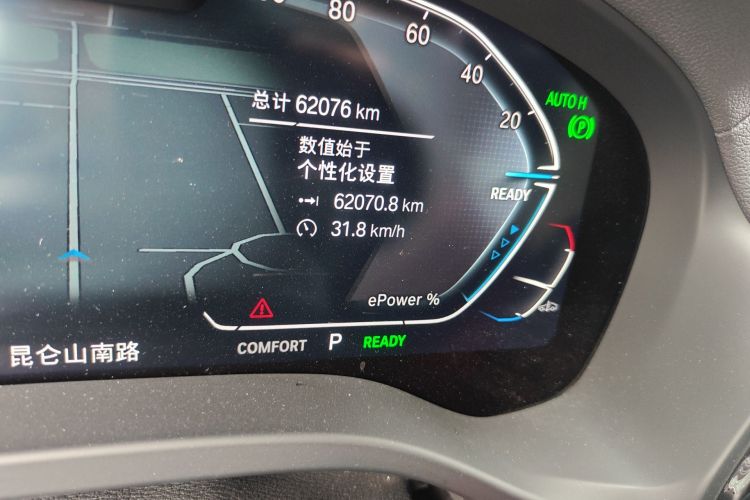 80
60
40
20
AUTO H
总计 62076 km
数值始于
个性化设置
62070.8 km
31.8 km/h
READY
ePower %
昆仑山南路
COMFORT P READY